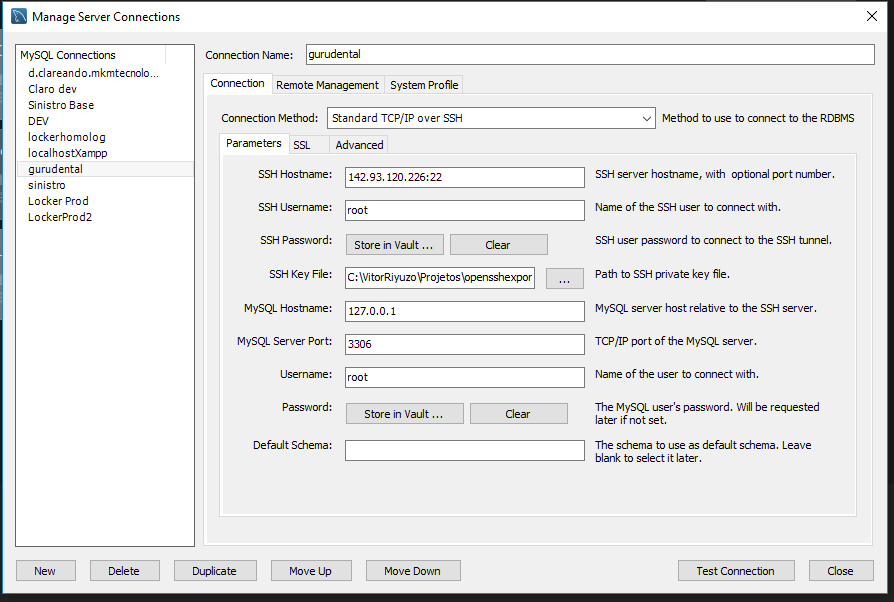 Manage Server Connections
MySQL Connections
d.clareando.mkmtecnolo...
Claro dev
Sinistro Base
DEV
lockerhomolog
localhostXampp
gurudental
sinistro
Locker Prod
LockerProd2
Connection Name: gurudental
Connection Remote Management System Profile
Connection Method: Standard TCP/IP over SSH Method to use to connect to the RDBMS
Parameters SSL Advanced
SSH Hostname: 142.93.120.226:22 SSH server hostname, with optional port number.
SSH Username: root Name of the SSH user to connect with.
SSH Password: Store in Vault ... Clear SSH user password to connect to the SSH tunnel.
SSH Key File: C:\VitorRiyuzo\Projetos\opensshexpor ... Path to SSH private key file.
MySQL Hostname: 127.0.0.1 MySQL server host relative to the SSH server.
MySQL Server Port: 3306 TCP/IP port of the MySQL server.
Username: root Name of the user to connect with.
Password: Store in Vault ... Clear The MySQL user's password. Will be requested
later if not set.
Default Schema: The schema to use as default schema. Leave
blank to select it later.
New Delete Duplicate Move Up Move Down Test Connection Close